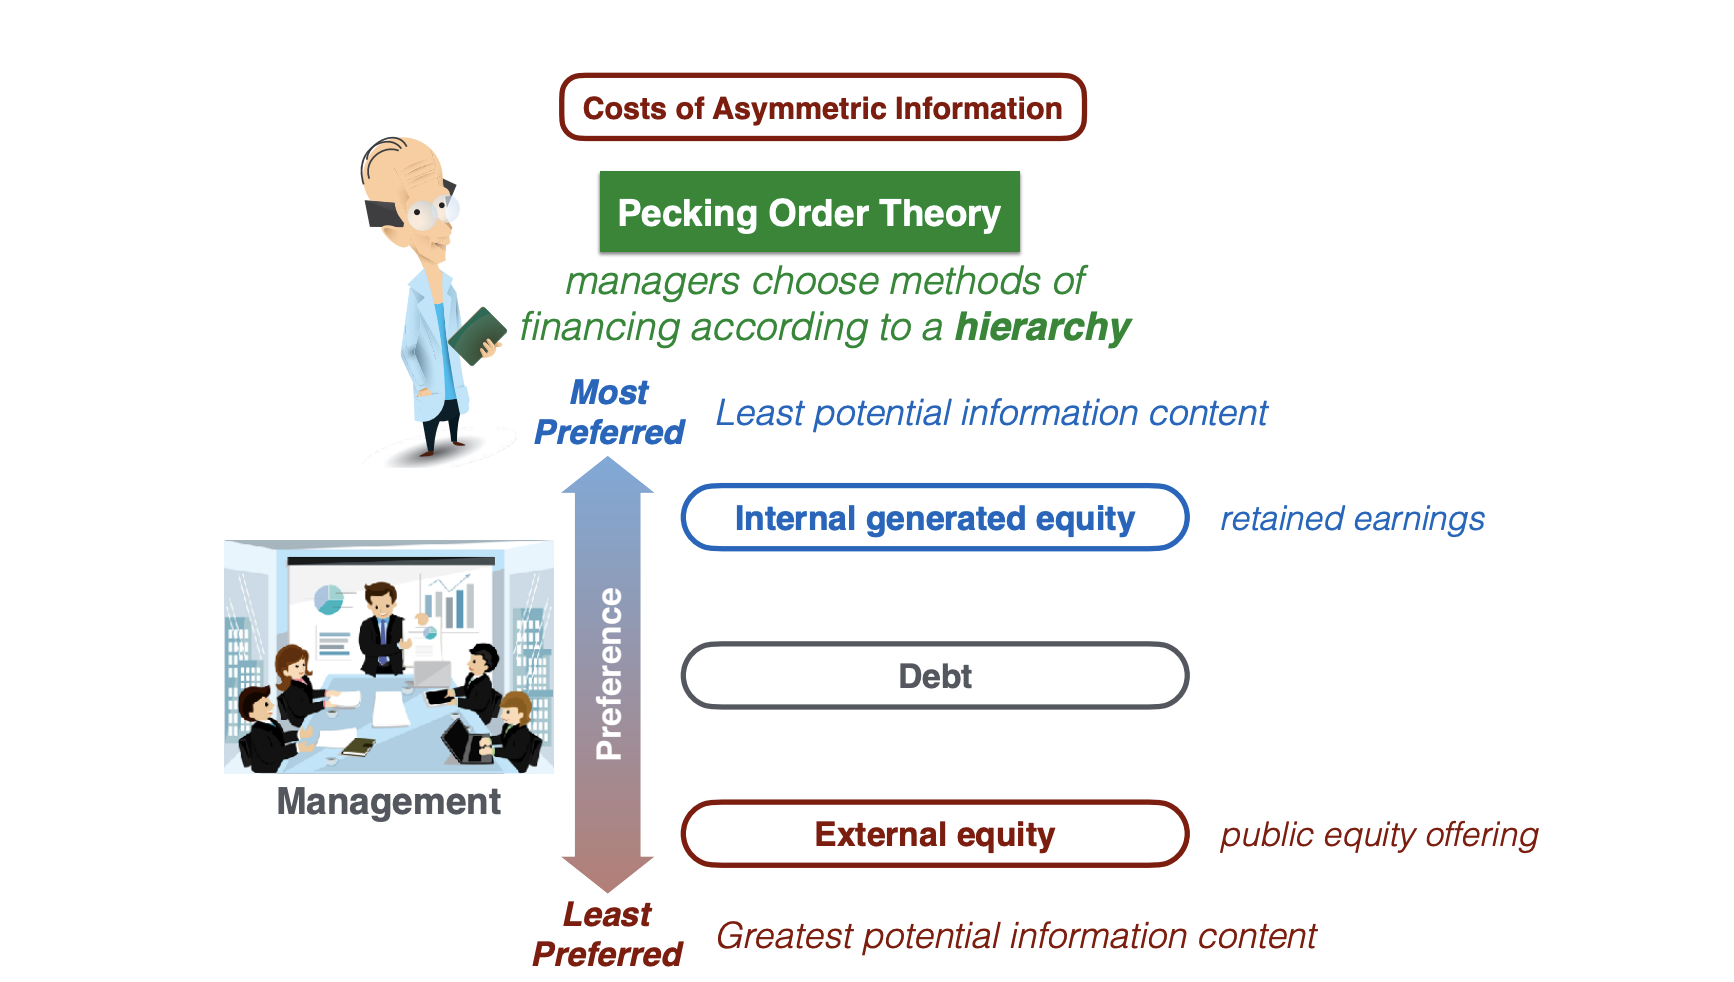 Costs of Asymmetric Information
Pecking Order Theory
managers choose methods of
financing according to a hierarchy
Most
Preferred
Least potential information content
Internal generated equity
retained earnings
Preference
Debt
Management
External equity
public equity offering
Least
Preferred
Greatest potential information content